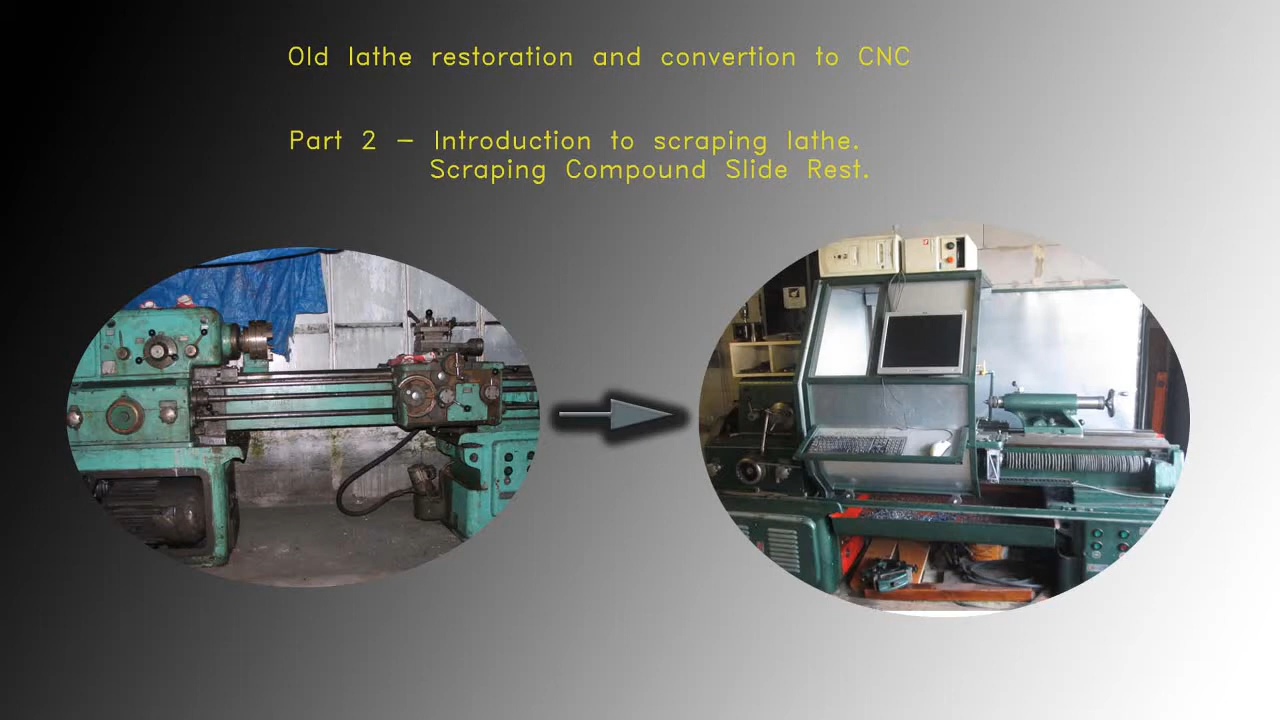 Old lathe restoration and convertion to CNC
Part 2 - Introduction to scraping lathe.
Scraping Compound Slide Rest.